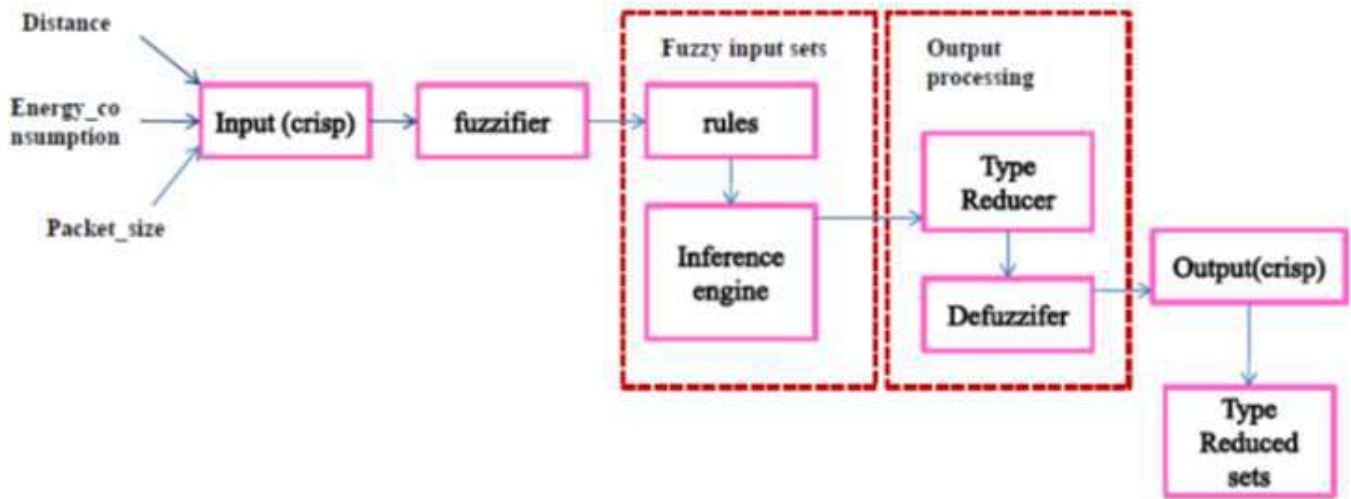 Distance
Energy_co
nsumption
Packet_size
Input (crisp)
fuzzifier
Fuzzy input sets
rules
Inference
engine
Output
processing
Type
Reducer
Defuzzifer
Output(crisp)
Type
Reduced
sets